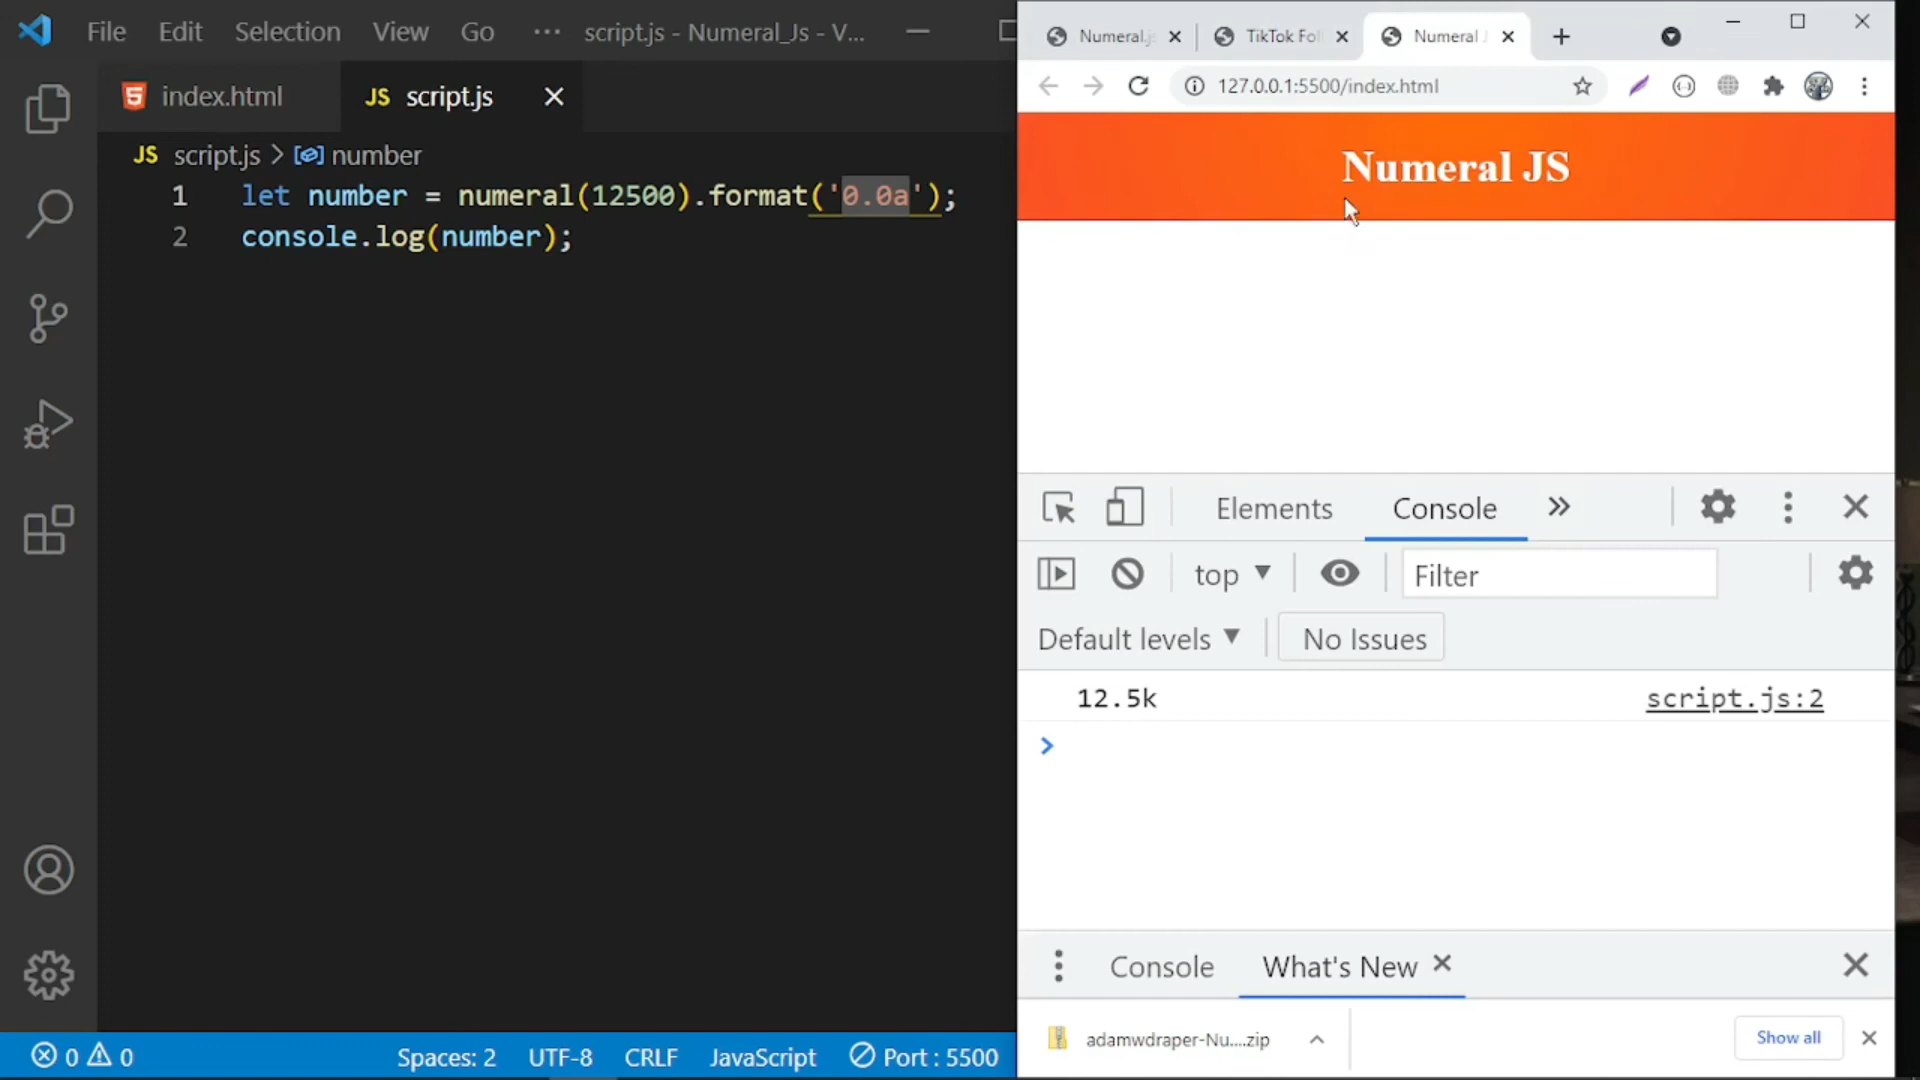 File Edit Selection View Go ··· script.js - Numeral_Js - V...
index.html JS script.js
JS script.js > number
1 let number = numeral(12500).format('0.0a');
2 console.log(number);
0 0 Spaces: 2 UTF-8 CRLF JavaScript Port : 5500
Numeral.j TikTok Fol Numeral J
127.0.0.1:5500/index.html
Numeral JS
Elements Console
top Filter
Default levels No Issues
12.5k script.js:2
Console What's New
adamwdraper-Nu....zip Show all